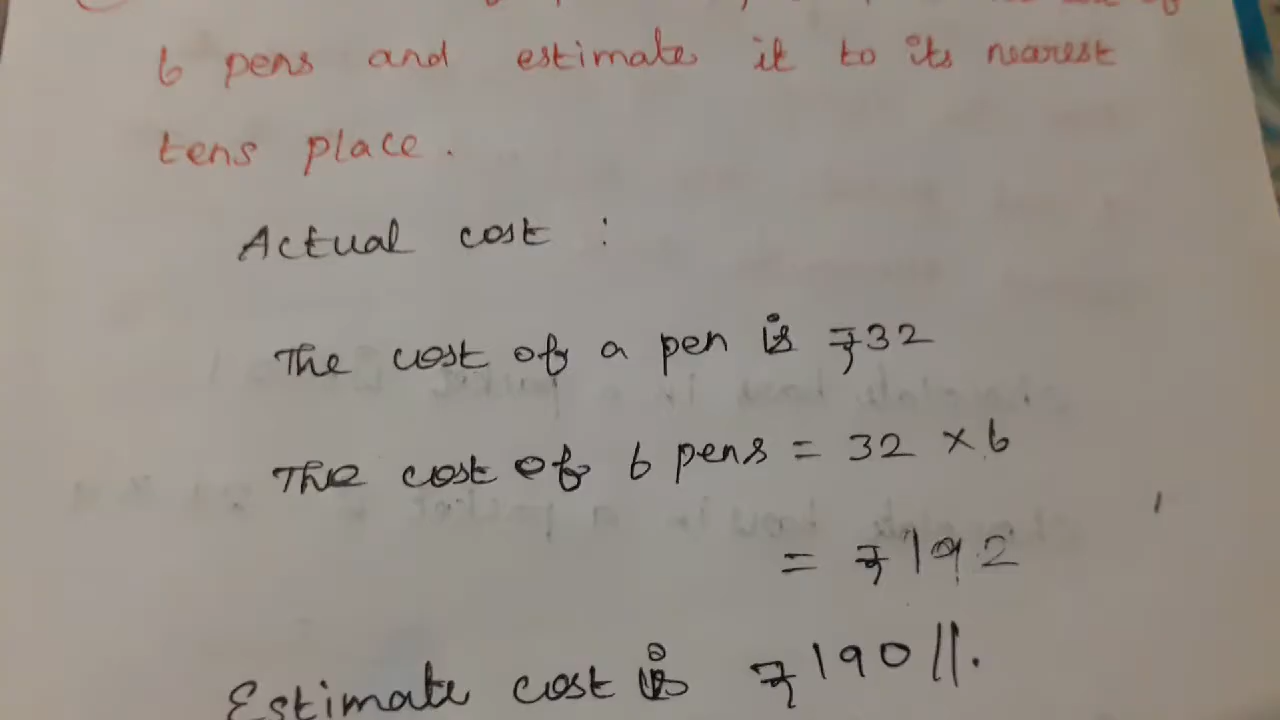 6 pens and estimate it to its nearest
tens place.
Actual cost :
The cost of a pen is ₹32
The cost of 6 pens = 32 × 6
= ₹192
Estimate cost is ₹190 //.